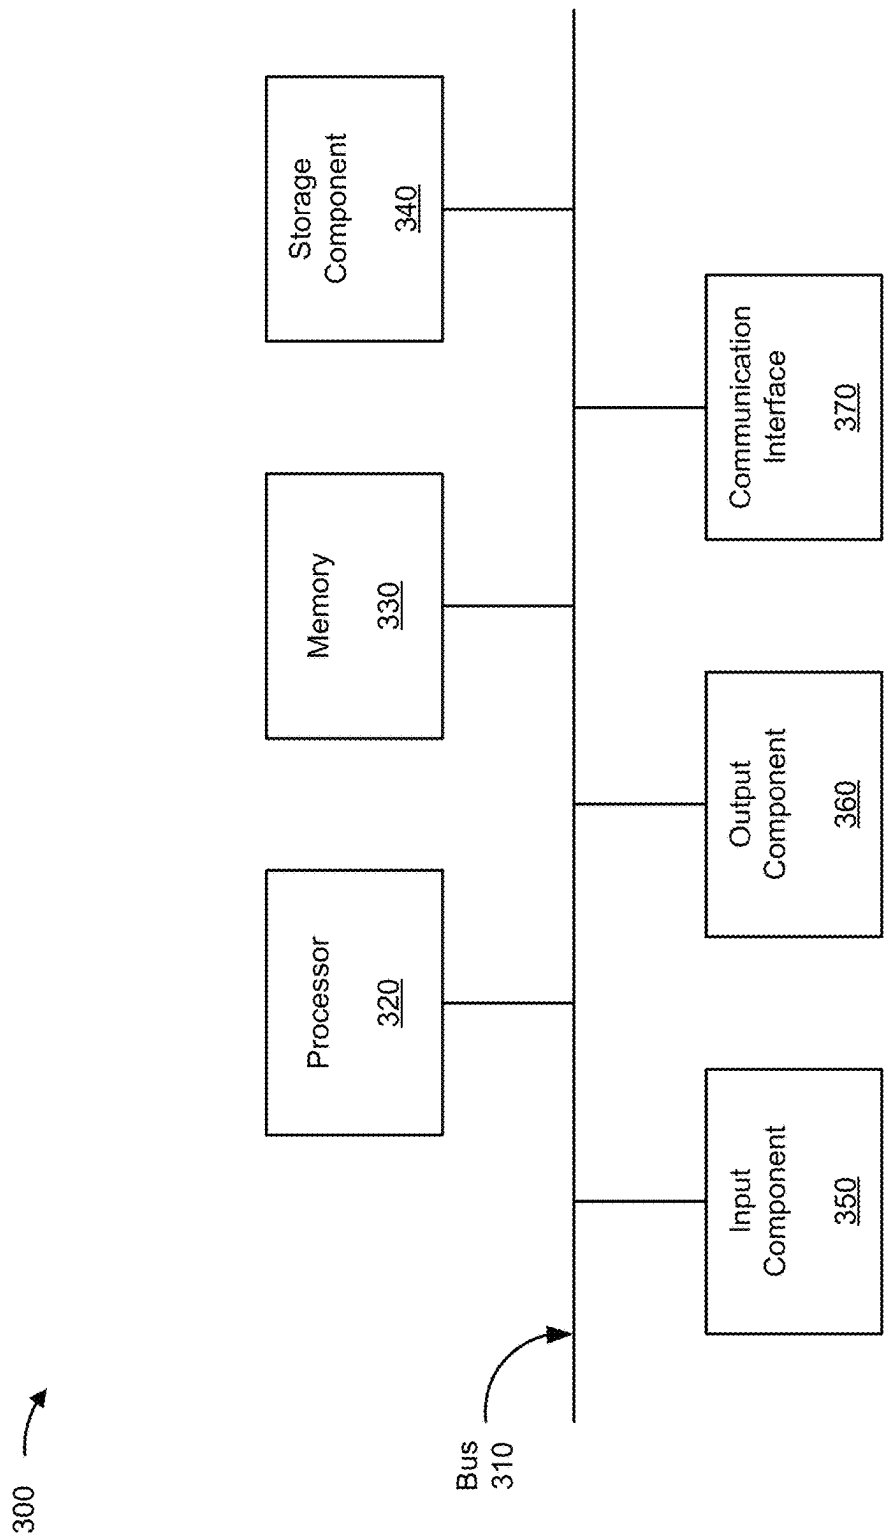 300
Processor
320
Memory
330
Storage
Component
340
Bus
310
Input
Component
350
Output
Component
360
Communication
Interface
370